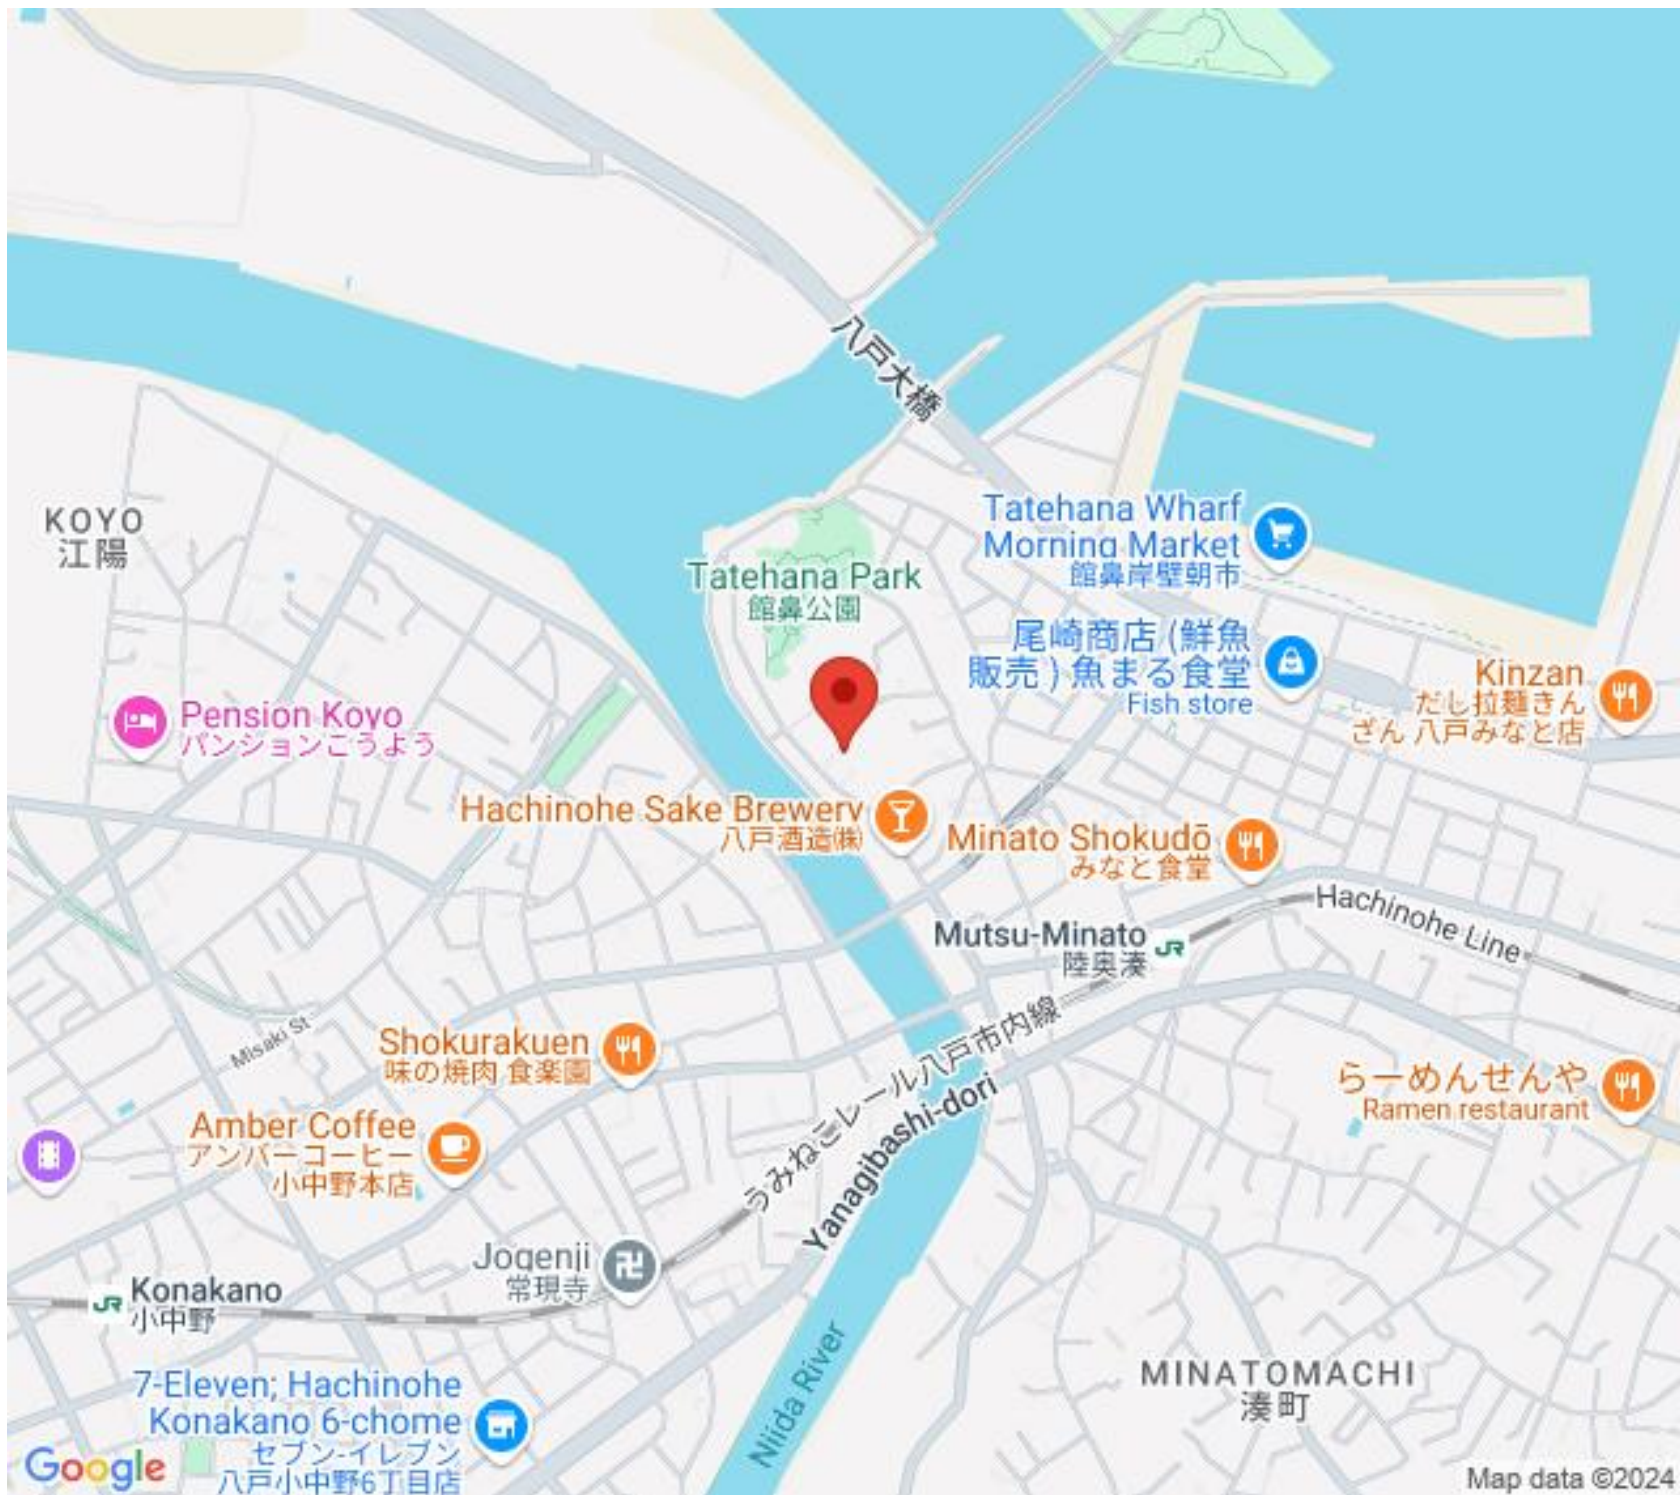 八戸大橋
KOYO
江陽
Tatehana Wharf
Morning Market
館鼻岸壁朝市
Tatehana Park
館鼻公園
尾崎商店 (鮮魚
販売 ) 魚まる食堂
Fish store
Kinzan
だし拉麺きん
ざん 八戸みなと店
Pension Koyo
パンションこうよう
Hachinohe Sake Brewery
八戸酒造㈱
Minato Shokudō
みなと食堂
Hachinohe Line
Mutsu-Minato
陸奥湊
JR
Misaki St
Shokurakuen
味の焼肉 食楽園
うみねこレール八戸市内線
Yanagibashi-dori
らーめんせんや
Ramen restaurant
Amber Coffee
アンバーコーヒー
小中野本店
Jogenji
常現寺
JR
Konakano
小中野
Niida River
MINATOMACHI
湊町
7-Eleven; Hachinohe
Konakano 6-chome
セブン-イレブン
八戸小中野6丁目店
Google
Map data ©2024